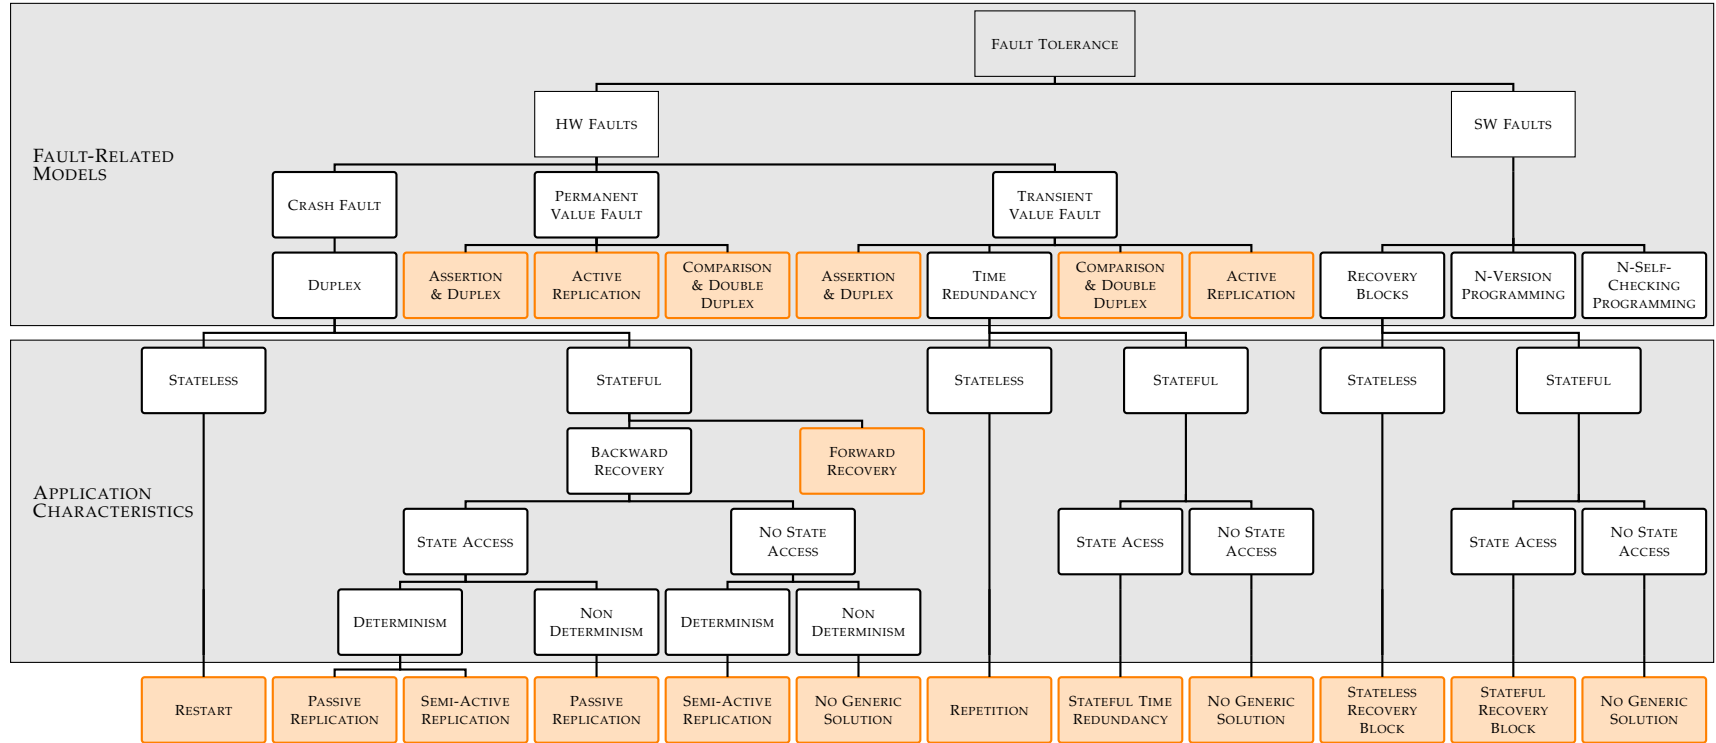 FAULT TOLERANCE
HW FAULTS
SW FAULTS
FAULT-RELATED
MODELS
CRASH FAULT
PERMANENT
VALUE FAULT
TRANSIENT
VALUE FAULT
DUPLEX
ASSERTION
& DUPLEX
ACTIVE
REPLICATION
COMPARISON
& DOUBLE
DUPLEX
ASSERTION
& DUPLEX
TIME
REDUNDANCY
COMPARISON
& DOUBLE
DUPLEX
ACTIVE
REPLICATION
RECOVERY
BLOCKS
N-VERSION
PROGRAMMING
N-SELF-
CHECKING
PROGRAMMING
STATELESS
STATEFUL
STATELESS
STATEFUL
STATELESS
STATEFUL
BACKWARD
RECOVERY
FORWARD
RECOVERY
APPLICATION
CHARACTERISTICS
STATE ACCESS
NO STATE
ACCESS
STATE ACESS
NO STATE
ACCESS
STATE ACESS
NO STATE
ACCESS
DETERMINISM
NON
DETERMINISM
DETERMINISM
NON
DETERMINISM
RESTART
PASSIVE
REPLICATION
SEMI-ACTIVE
REPLICATION
PASSIVE
REPLICATION
SEMI-ACTIVE
REPLICATION
NO GENERIC
SOLUTION
REPETITION
STATEFUL TIME
REDUNDANCY
NO GENERIC
SOLUTION
STATELESS
RECOVERY
BLOCK
STATEFUL
RECOVERY
BLOCK
NO GENERIC
SOLUTION